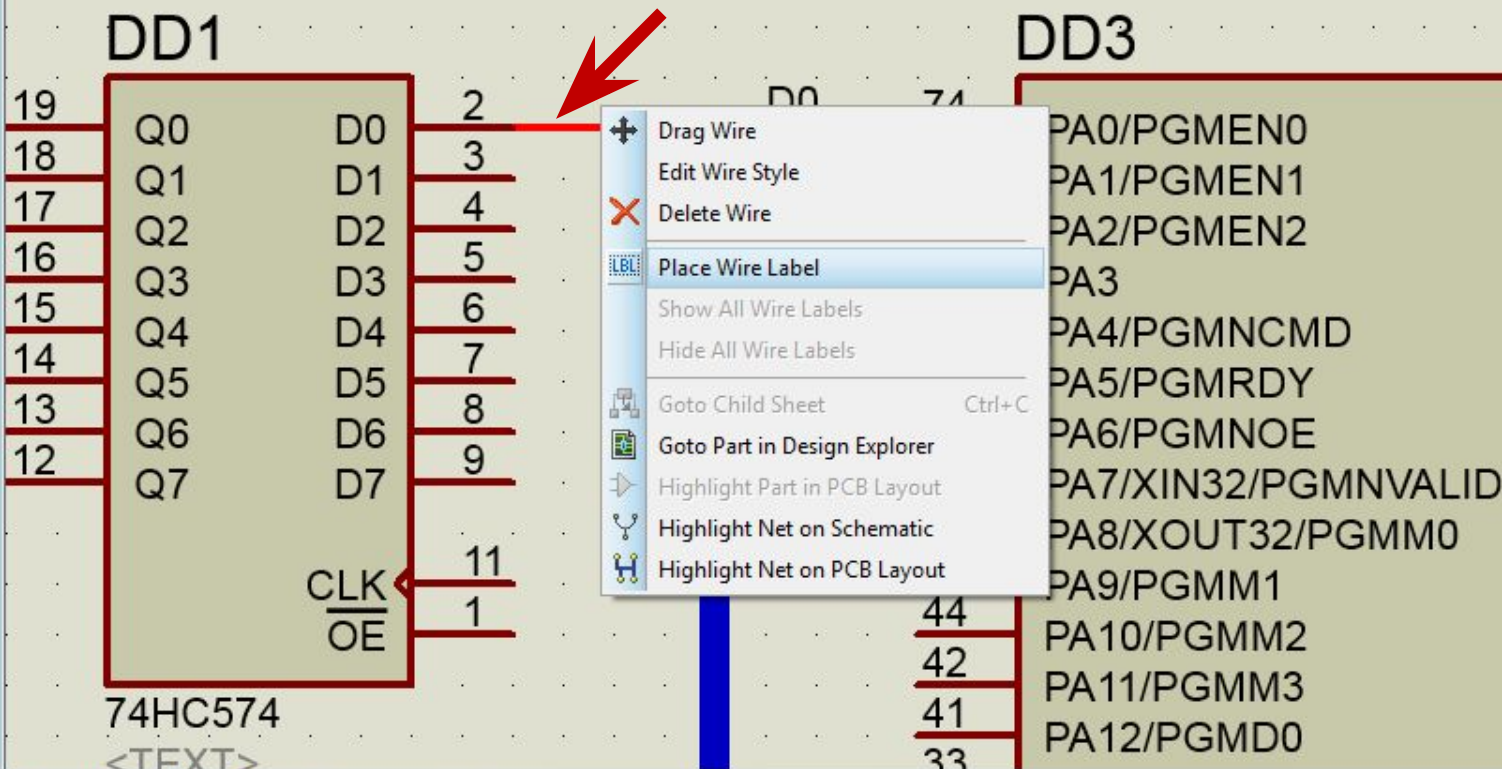 DD1
19
18
17
16
15
14
13
12
Q0
Q1
Q2
Q3
Q4
Q5
Q6
Q7
D0
D1
D2
D3
D4
D5
D6
D7
CLK
OE
2
3
4
5
6
7
8
9
11
1
74HC574
<TEXT>
D0
74
LBL
Drag Wire
Edit Wire Style
Delete Wire
Place Wire Label
Show All Wire Labels
Hide All Wire Labels
Goto Child Sheet Ctrl+C
Goto Part in Design Explorer
Highlight Part in PCB Layout
Highlight Net on Schematic
Highlight Net on PCB Layout
DD3
PA0/PGMEN0
PA1/PGMEN1
PA2/PGMEN2
PA3
PA4/PGMNCMD
PA5/PGMRDY
PA6/PGMNOE
PA7/XIN32/PGMNVALID
PA8/XOUT32/PGMM0
PA9/PGMM1
44 PA10/PGMM2
42 PA11/PGMM3
41 PA12/PGMD0
33